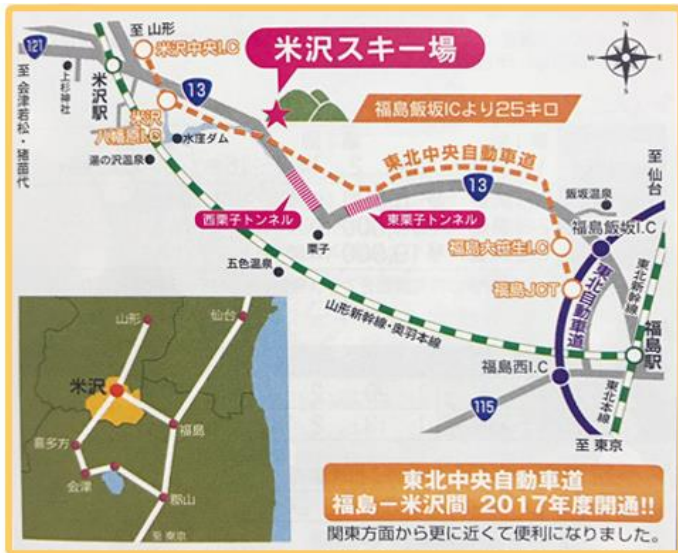 至 山形
米沢中央I.C
121
至 会津若松・猪苗代
上杉神社
米沢駅
13
米沢
八幡原I.C
水窪ダム
湯の沢温泉
米沢スキー場
福島飯坂ICより25キロ
N
W
E
S
東北中央自動車道
13
至 仙台
飯坂温泉
福島飯坂I.C
西栗子トンネル
東栗子トンネル
栗子
福島大笹生I.C
福島JCT
東北自動車道
東北新幹線
五色温泉
山形新幹線・奥羽本線
福島駅
福島西I.C
東北本線
115
至 東京
山形
仙台
米沢
福島
喜多方
会津
郡山
至 東京
東北中央自動車道
福島ー米沢間 2017年度開通!!
関東方面から更に近くて便利になりました。